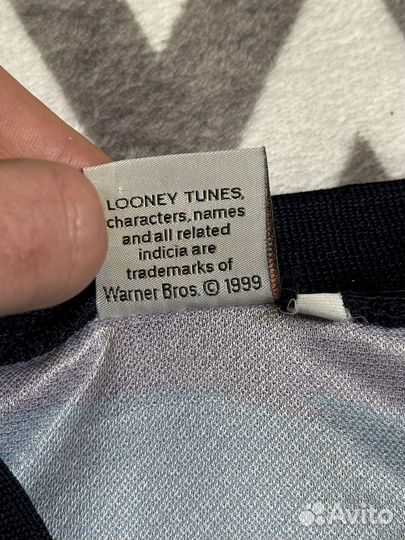 LOONEY TUNES,
characters, names
and all related
indicia are
trademarks of
Warner Bros. © 1999
Avito